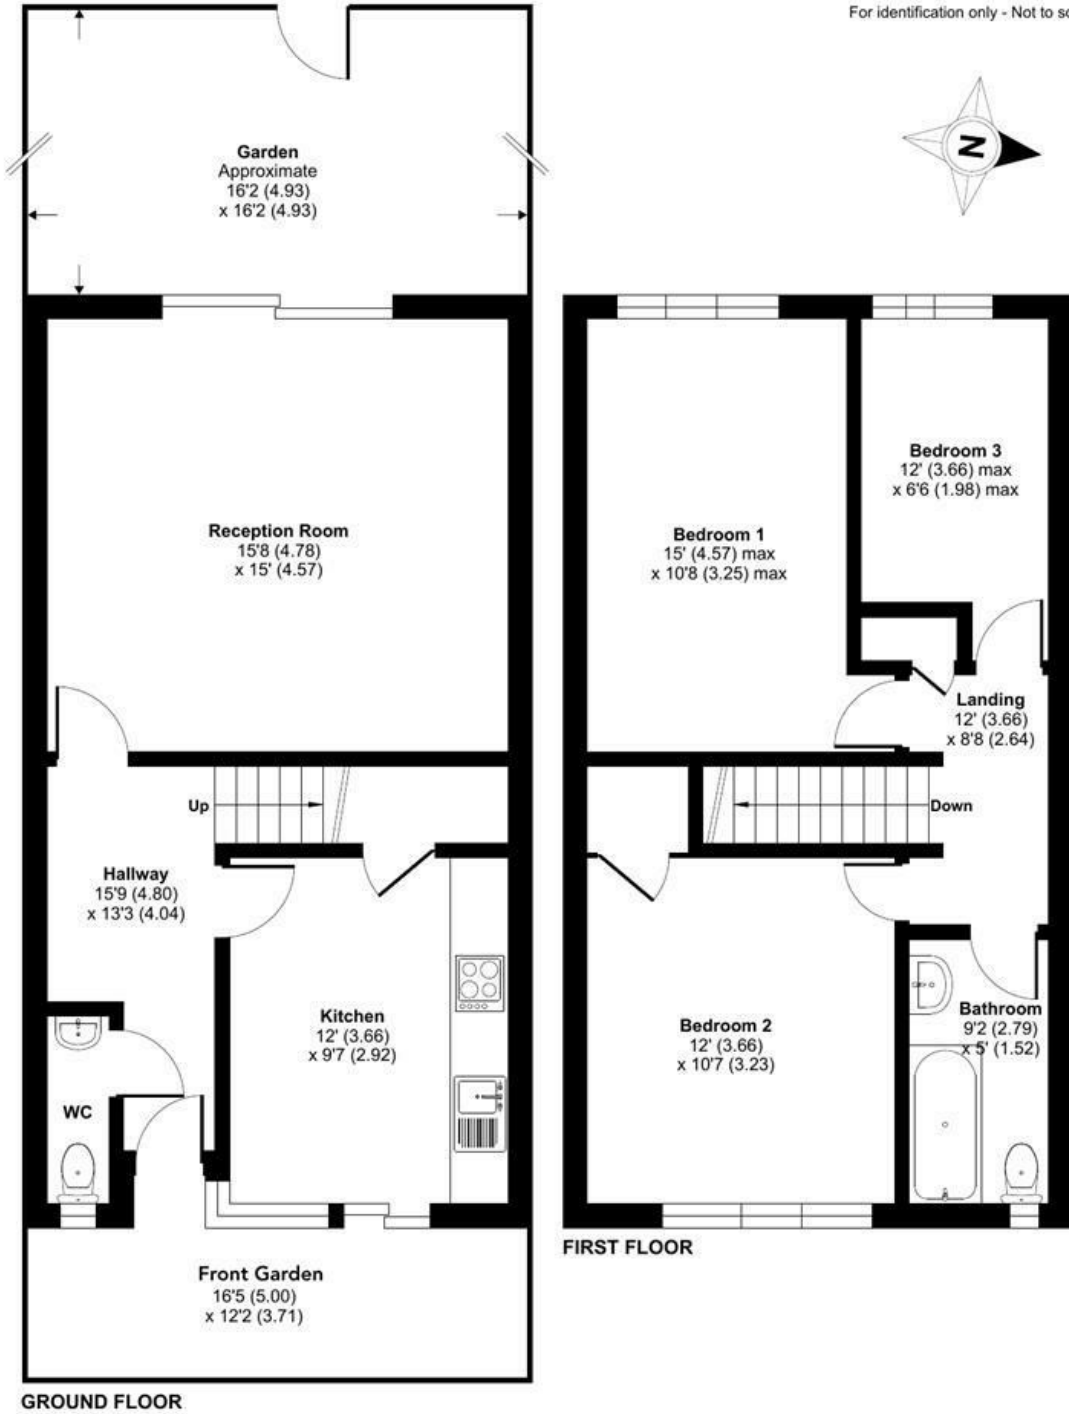 For identification only - Not to
N
Garden
Approximate
16'2 (4.93)
x 16'2 (4.93)
Reception Room
15'8 (4.78)
x 15' (4.57)
Up
Hallway
15'9 (4.80)
x 13'3 (4.04)
Kitchen
12' (3.66)
x 9'7 (2.92)
WC
Front Garden
16'5 (5.00)
x 12'2 (3.71)
GROUND FLOOR
Bedroom 1
15' (4.57) max
x 10'8 (3.25) max
Bedroom 3
12' (3.66) max
x 6'6 (1.98) max
Landing
12' (3.66)
x 8'8 (2.64)
Down
Bedroom 2
12' (3.66)
x 10'7 (3.23)
Bathroom
9'2 (2.79)
x 5' (1.52)
FIRST FLOOR